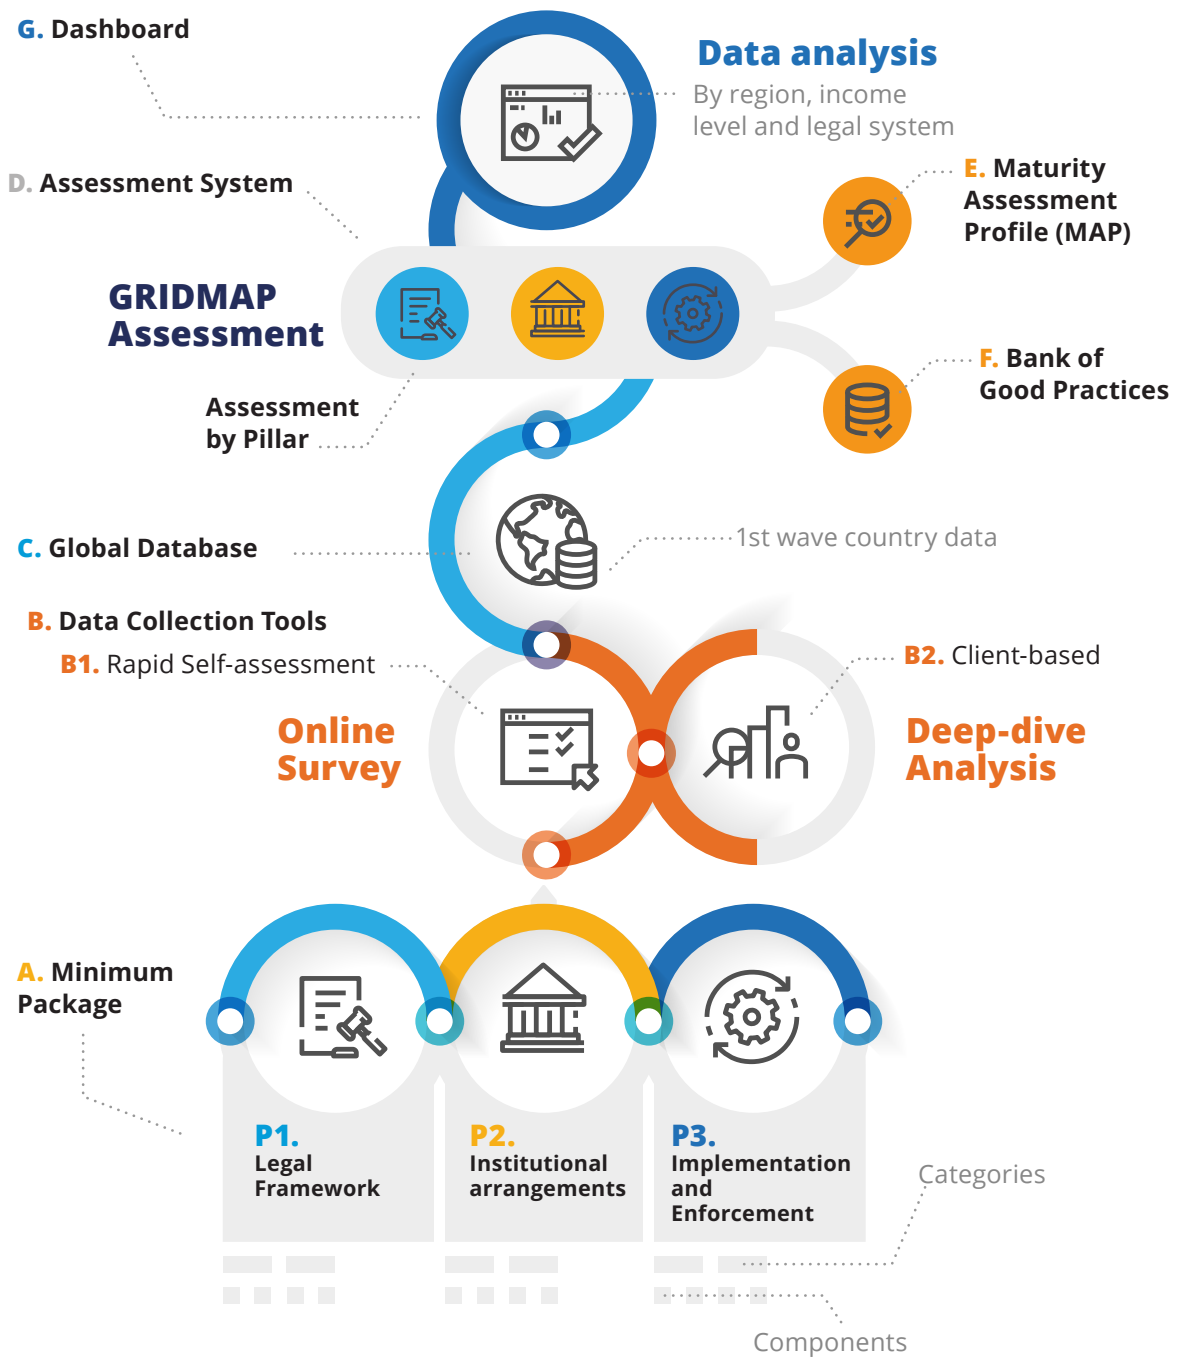 G. Dashboard
Data analysis
By region, income
level and legal system
D. Assessment System
E. Maturity
Assessment
Profile (MAP)
GRIDMAP
Assessment
F. Bank of
Good Practices
Assessment
by Pillar
C. Global Database
1st wave country data
B. Data Collection Tools
B1. Rapid Self-assessment
B2. Client-based
Online
Survey
Deep-dive
Analysis
A. Minimum
Package
P1.
Legal
Framework
P2.
Institutional
arrangements
P3.
Implementation
and
Enforcement
Categories
Components